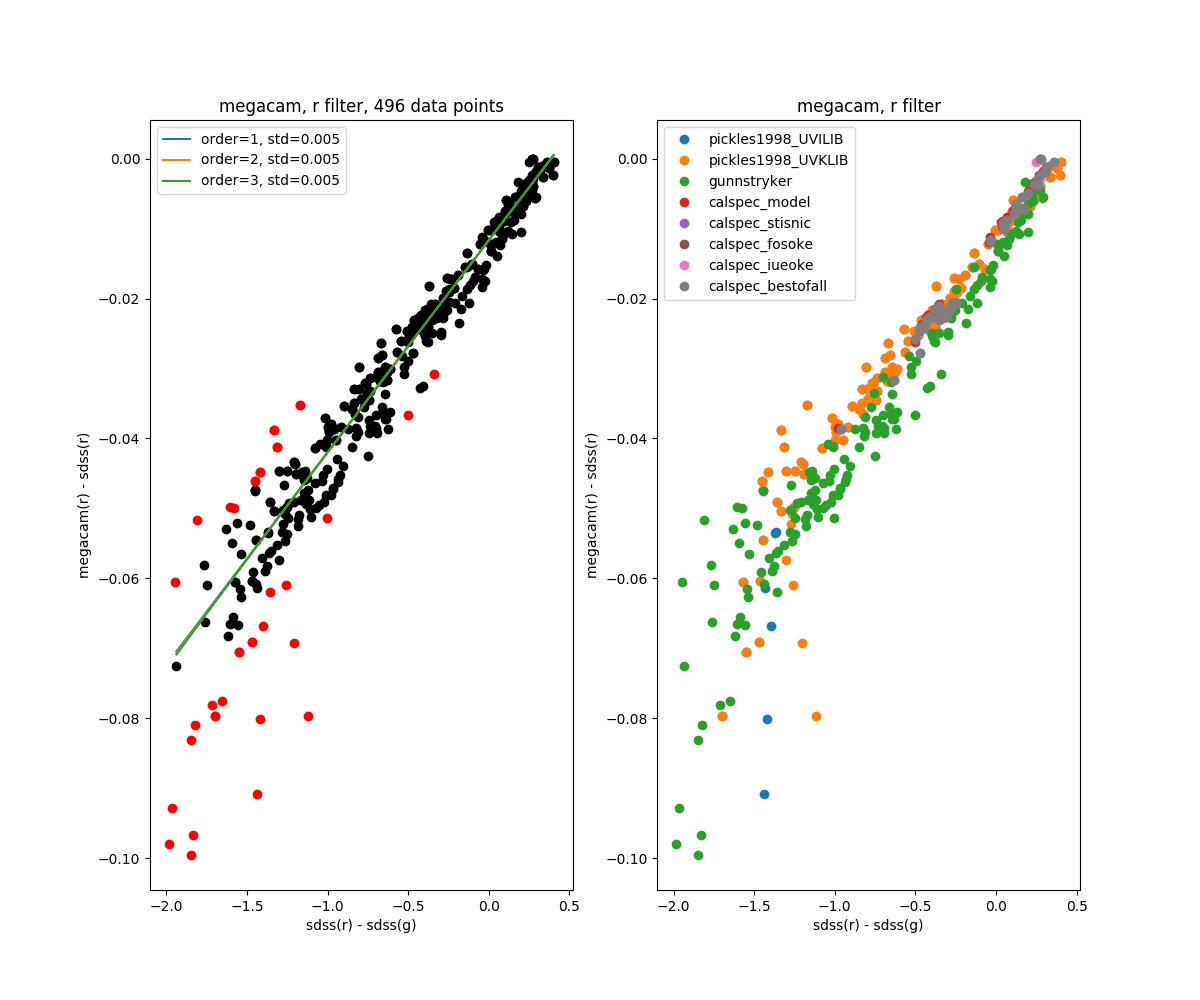 megacam, r filter, 496 data points
order=1, std=0.005
order=2, std=0.005
order=3, std=0.005
0.00
−0.02
−0.04
−0.06
−0.08
−0.10
megacam(r) - sdss(r)
−2.0 −1.5 −1.0 −0.5 0.0 0.5
sdss(r) - sdss(g)
megacam, r filter
pickles1998_UVILIB
pickles1998_UVKLIB
gunnstryker
calspec_model
calspec_stisnic
calspec_fosoke
calspec_iueoke
calspec_bestofall
0.00
−0.02
−0.04
−0.06
−0.08
−0.10
megacam(r) - sdss(r)
−2.0 −1.5 −1.0 −0.5 0.0 0.5
sdss(r) - sdss(g)